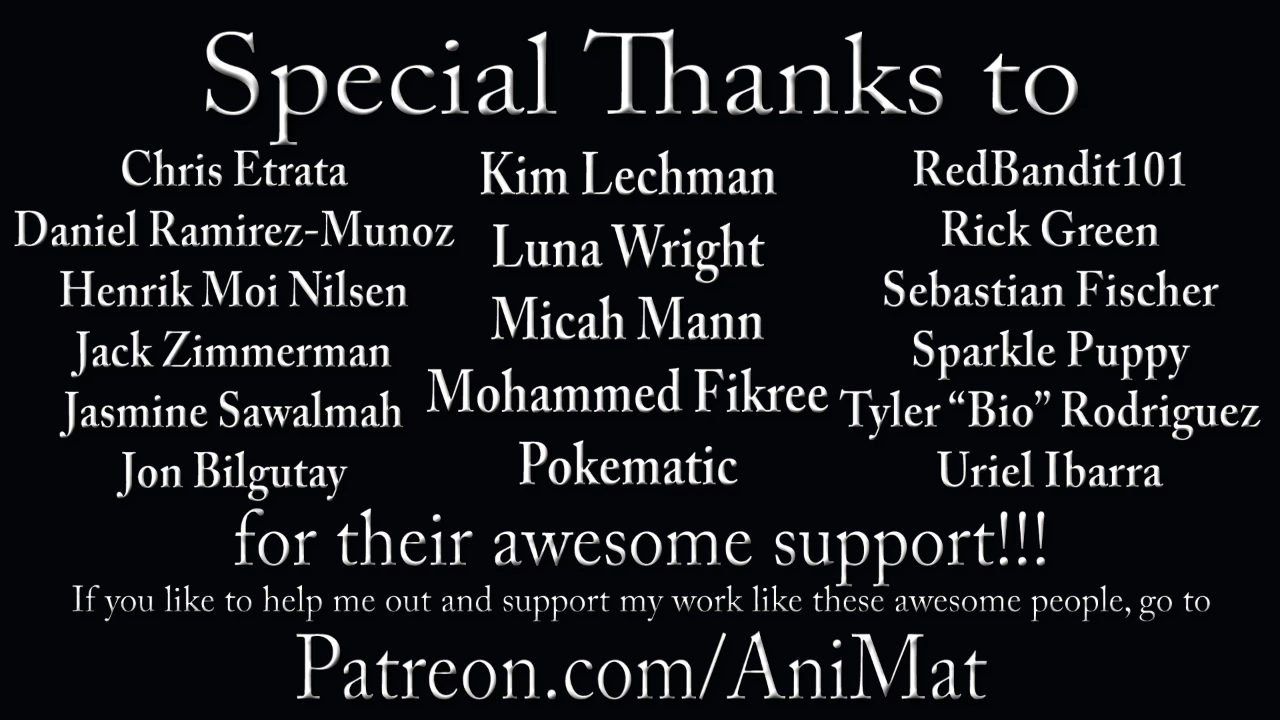 Special Thanks to
Chris Etrata
Daniel Ramirez-Munoz
Henrik Moi Nilsen
Jack Zimmerman
Jasmine Sawalmah
Jon Bilgutay
Kim Lechman
Luna Wright
Micah Mann
Mohammed Fikree
Pokematic
RedBandit101
Rick Green
Sebastian Fischer
Sparkle Puppy
Tyler “Bio” Rodriguez
Uriel Ibarra
for their awesome support!!!
If you like to help me out and support my work like these awesome people, go to
Patreon.com/AniMat